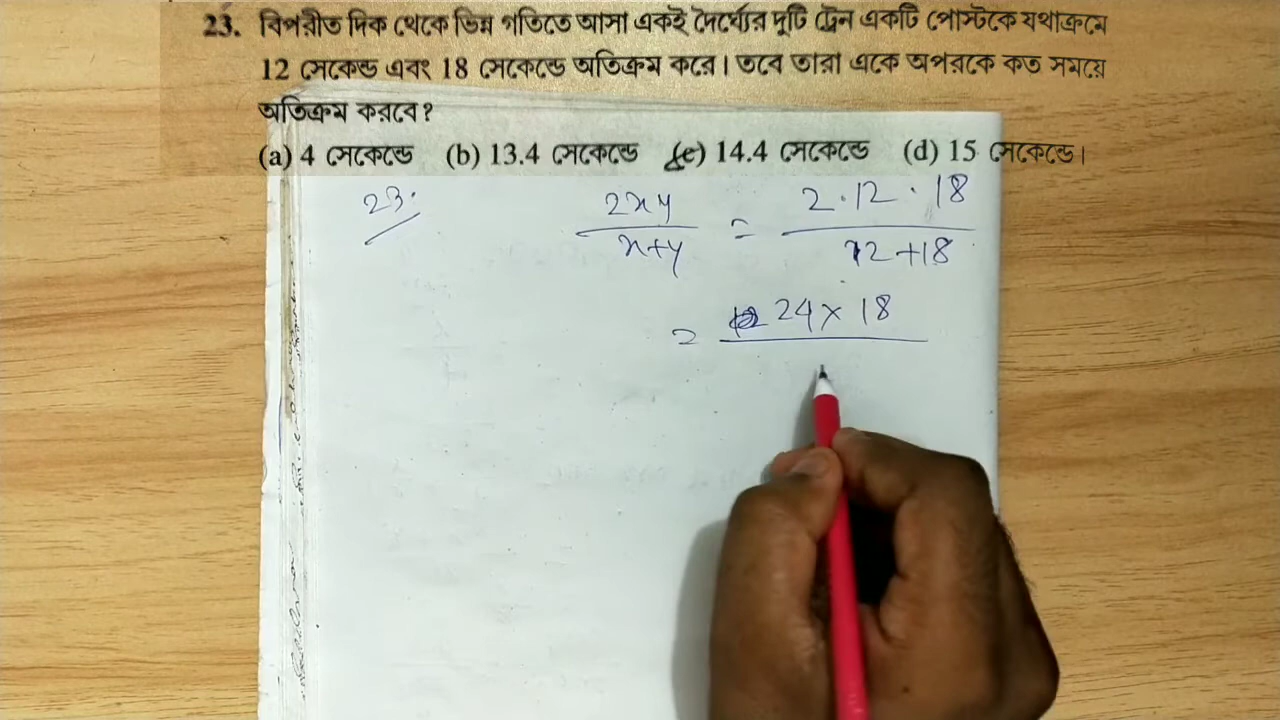 23. বিপরীত দিক থেকে ভিন্ন গতিতে আসা একই দৈর্ঘ্যের দুটি ট্রেন একটি পোস্টকে যথাক্রমে
12 সেকেন্ড এবং 18 সেকেন্ডে অতিক্রম করে। তবে তারা একে অপরকে কত সময়ে
অতিক্রম করবে?
(a) 4 সেকেন্ডে (b) 13.4 সেকেন্ডে (c) 14.4 সেকেন্ডে (d) 15 সেকেন্ডে।
23.
2xy / x+y = 2·12·18 / 12+18
= 24×18